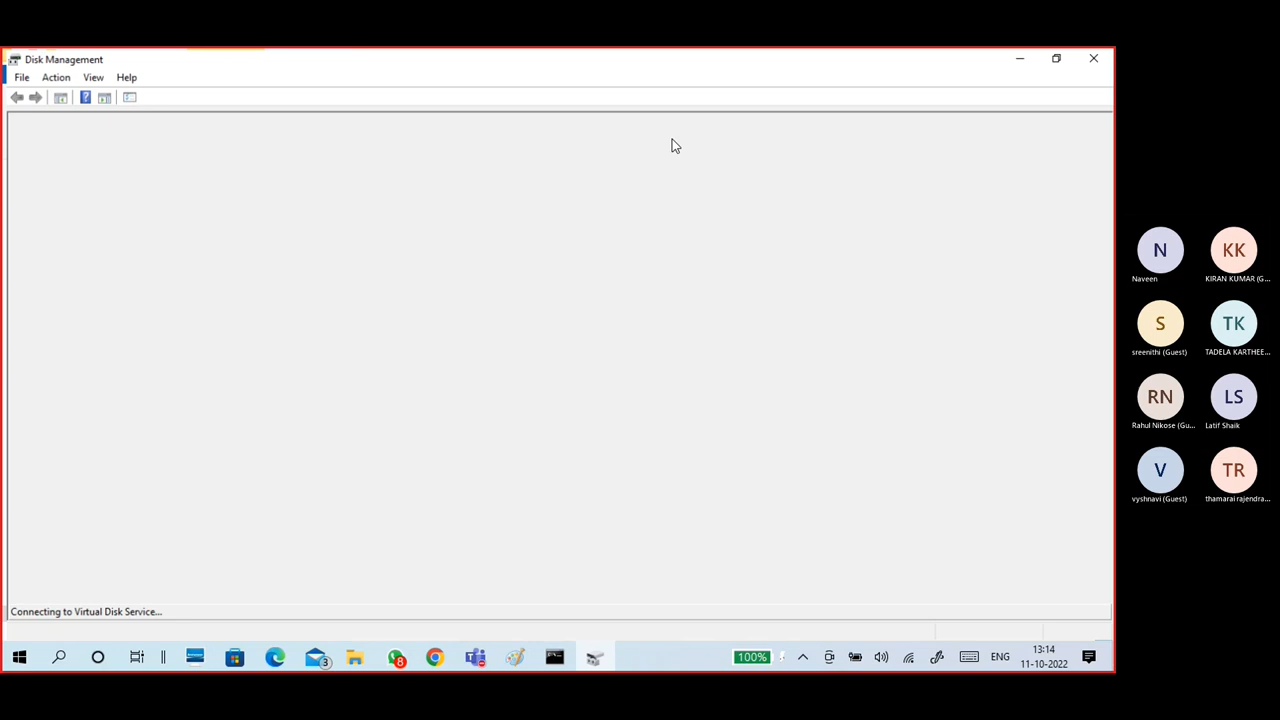 Disk Management
File Action View Help
N KK
Naveen KIRAN KUMAR (G...
S TK
sreenithi (Guest) TADELA KARTHEE...
RN LS
Rahul Nikose (Gu... Latif Shaik
V TR
vyshnavi (Guest) thamarai rajendra...
Connecting to Virtual Disk Service...
3 8 100% ENG 13:14
11-10-2022